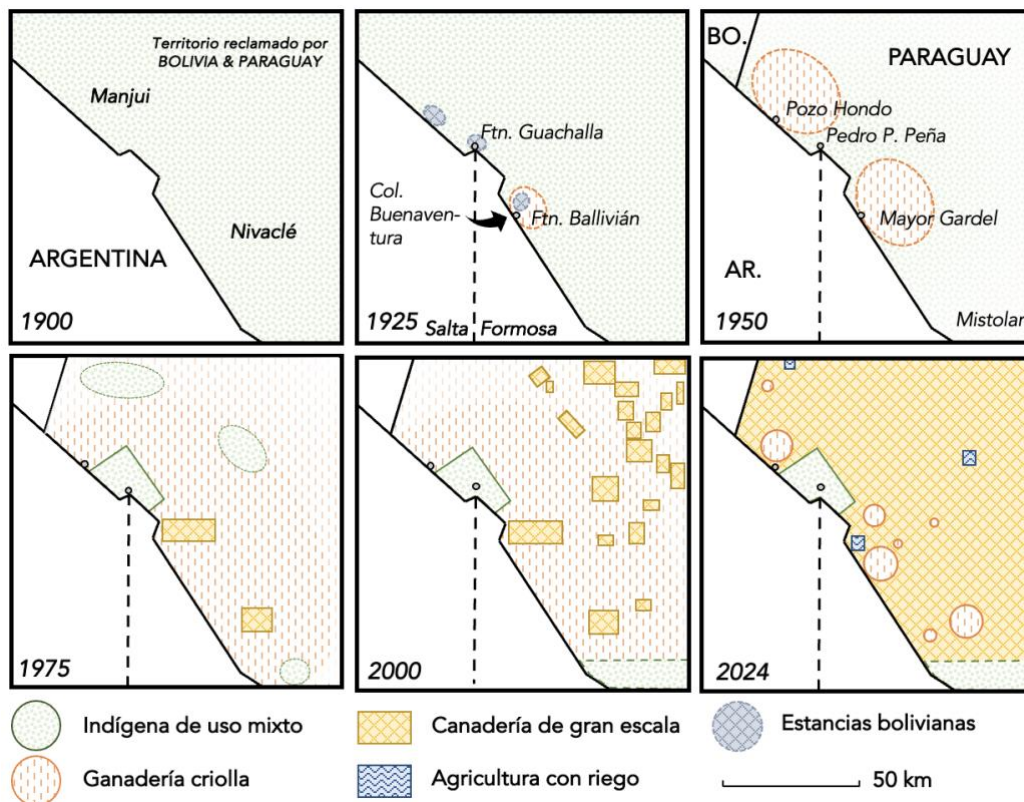 Territorio reclamado por
BOLIVIA & PARAGUAY
Manjui
Nivaclé
ARGENTINA
1900
Ftn. Guachalla
Col.
Buenaven-
tura
Ftn. Ballivián
1925
Salta Formosa
BO.
PARAGUAY
Pozo Hondo
Pedro P. Peña
Mayor Gardel
AR.
1950
Mistolar
1975
2000
2024
Indígena de uso mixto
Canadería de gran escala
Estancias bolivianas
Ganadería criolla
Agricultura con riego
50 km